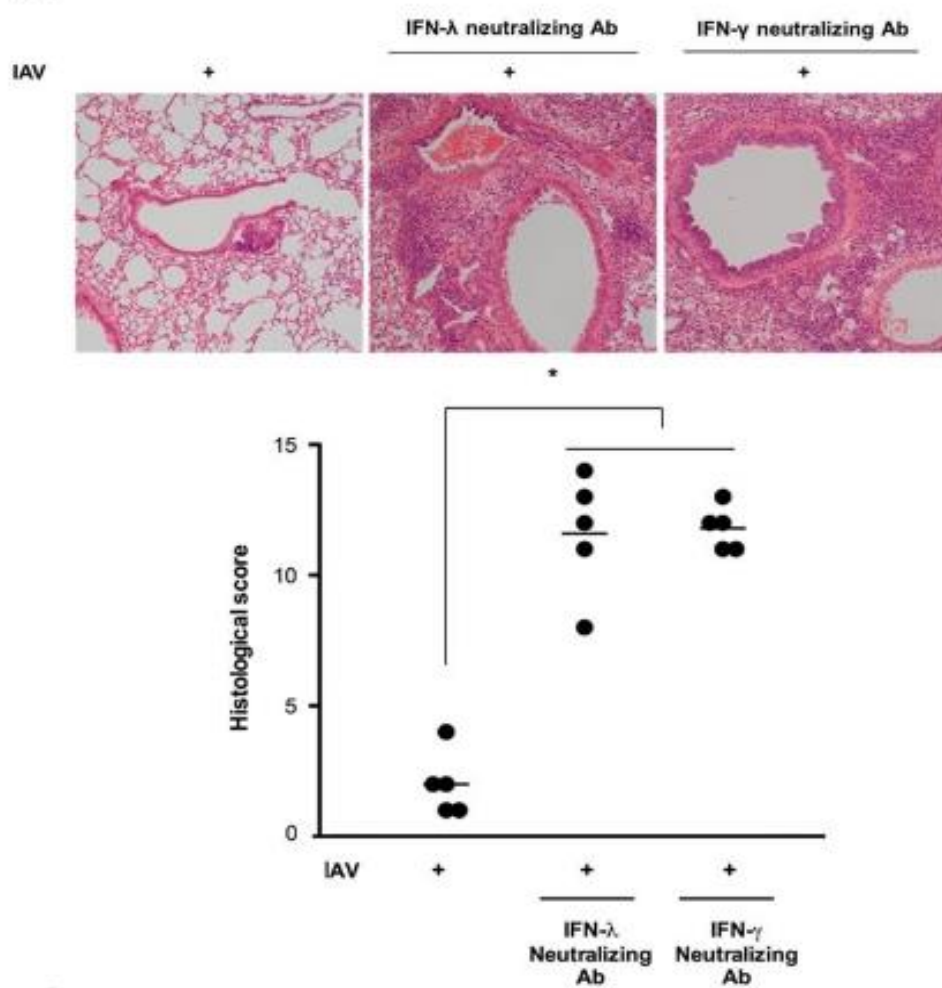 IFN-λ neutralizing Ab IFN-γ neutralizing Ab
IAV + + +
*
15
10
5
0
Histological score
IAV + + +
IFN-λ IFN-γ
Neutralizing Neutralizing
Ab Ab